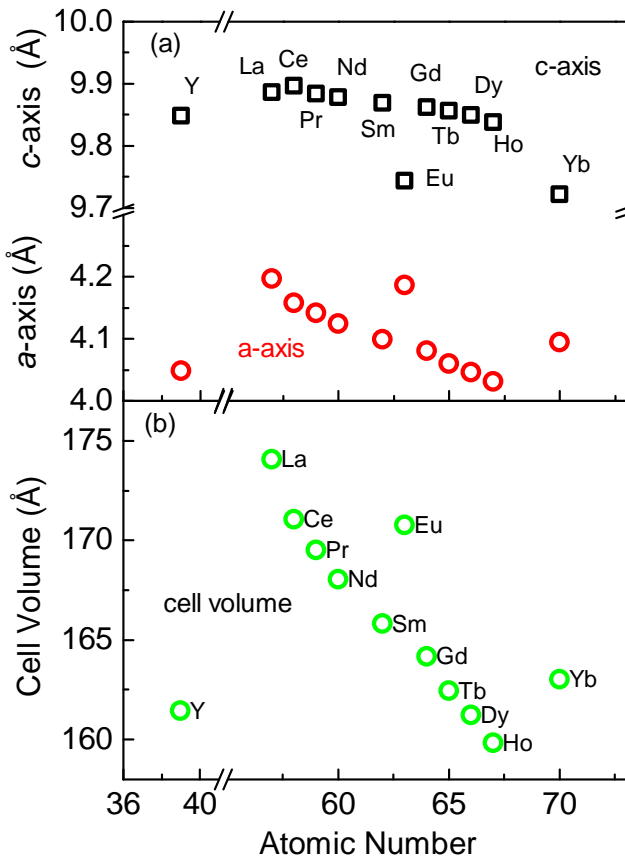 10.0
(a)
Ce
Nd
Gd
Dy
c-axis
Y
La
9.9
Pr
Sm
Tb
Ho
9.8
Eu
Yb
9.7
c-axis (Å)
4.2
4.1
a-axis
4.0
a-axis (Å)
(b)
175
La
Ce
Eu
170
Pr
Nd
cell volume
Sm
165
Gd
Yb
Tb
Y
Dy
160
Ho
Cell Volume (Å)
36 40 60 65 70
Atomic Number